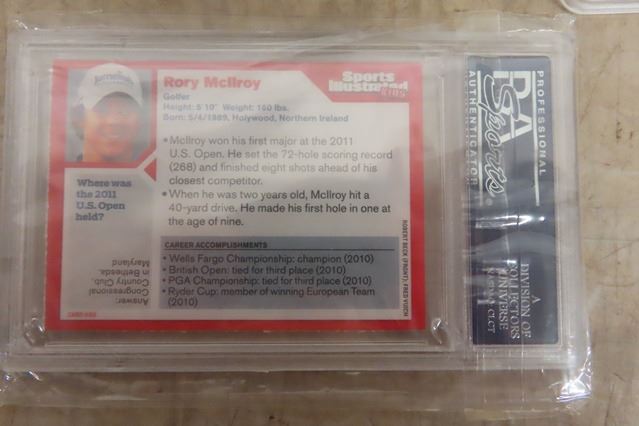 Rory McIlroy
Golfer
Height: 5'10" Weight: 160 lbs.
Born: 5/4/1989, Holywood, Northern Ireland
Sports
Illustrated
KIDS
• McIlroy won his first major at the 2011
U.S. Open. He set the 72-hole scoring record
(268) and finished eight shots ahead of his
closest competitor.
• When he was two years old, McIlroy hit a
40-yard drive. He made his first hole in one at
the age of nine.
Where was
the 2011
U.S. Open
held?
Answer:
Congressional
Country Club,
in Bethesda,
Maryland
CAREER ACCOMPLISHMENTS
• Wells Fargo Championship: champion (2010)
• British Open: tied for third place (2010)
• PGA Championship: tied for third place (2010)
• Ryder Cup: member of winning European Team
(2010)
ROBERT BECK (FRONT); FRED VUICH
PSA
Sports
PROFESSIONAL
AUTHENTICATOR
A
DIVISION OF
COLLECTORS
UNIVERSE
CLCT